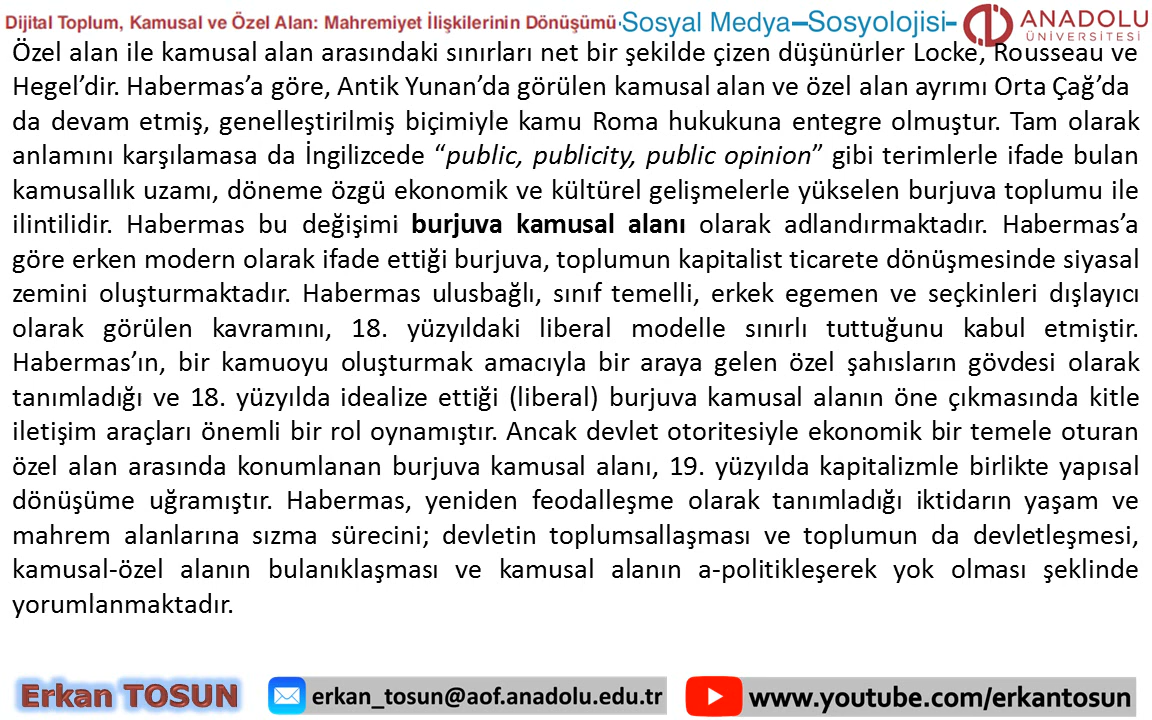 Dijital Toplum, Kamusal ve Özel Alan: Mahremiyet İlişkilerinin Dönüşümü-Sosyal Medya–Sosyolojisi- ANADOLU
ÜNİVERSİTESİ
Özel alan ile kamusal alan arasındaki sınırları net bir şekilde çizen düşünürler Locke, Rousseau ve
Hegel’dir. Habermas’a göre, Antik Yunan’da görülen kamusal alan ve özel alan ayrımı Orta Çağ’da
da devam etmiş, genelleştirilmiş biçimiyle kamu Roma hukukuna entegre olmuştur. Tam olarak
anlamını karşılamasa da İngilizcede “public, publicity, public opinion” gibi terimlerle ifade bulan
kamusallık uzamı, döneme özgü ekonomik ve kültürel gelişmelerle yükselen burjuva toplumu ile
ilintilidir. Habermas bu değişimi burjuva kamusal alanı olarak adlandırmaktadır. Habermas’a
göre erken modern olarak ifade ettiği burjuva, toplumun kapitalist ticarete dönüşmesinde siyasal
zemini oluşturmaktadır. Habermas ulusbağlı, sınıf temelli, erkek egemen ve seçkinleri dışlayıcı
olarak görülen kavramını, 18. yüzyıldaki liberal modelle sınırlı tuttuğunu kabul etmiştir.
Habermas’ın, bir kamuoyu oluşturmak amacıyla bir araya gelen özel şahısların gövdesi olarak
tanımladığı ve 18. yüzyılda idealize ettiği (liberal) burjuva kamusal alanın öne çıkmasında kitle
iletişim araçları önemli bir rol oynamıştır. Ancak devlet otoritesiyle ekonomik bir temele oturan
özel alan arasında konumlanan burjuva kamusal alanı, 19. yüzyılda kapitalizmle birlikte yapısal
dönüşüme uğramıştır. Habermas, yeniden feodalleşme olarak tanımladığı iktidarın yaşam ve
mahrem alanlarına sızma sürecini; devletin toplumsallaşması ve toplumun da devletleşmesi,
kamusal-özel alanın bulanıklaşması ve kamusal alanın a-politikleşerek yok olması şeklinde
yorumlanmaktadır.
Erkan TOSUN erkan_tosun@aof.anadolu.edu.tr www.youtube.com/erkantosun